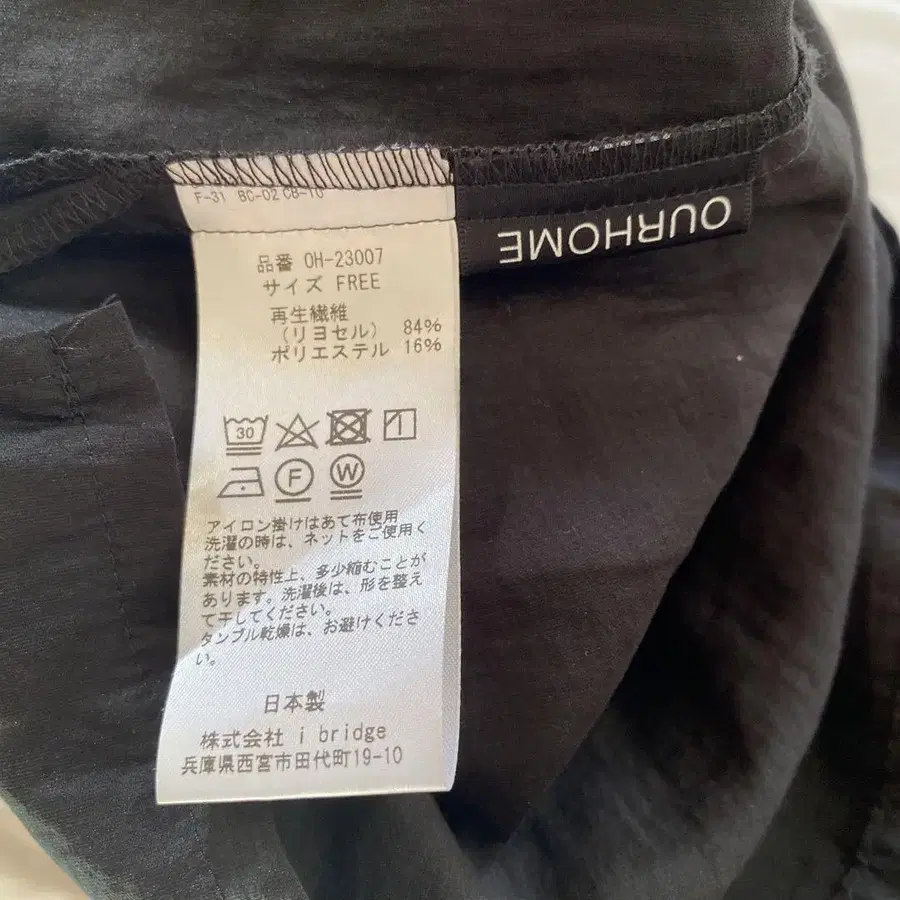 F-31 BC-02 CB-10
OURHOME
品番 OH-23007
サイズ FREE
再生繊維
(リヨセル) 84%
ポリエステル 16%
30
F
W
アイロン掛けはあて布使用
洗濯の時は、ネットをご使用く
ださい。
素材の特性上、多少縮むことが
あります。洗濯後は、形を整え
て干してください。
タンブル乾燥は、お避けくださ
い。
日本製
株式会社 i bridge
兵庫県西宮市田代町19-10